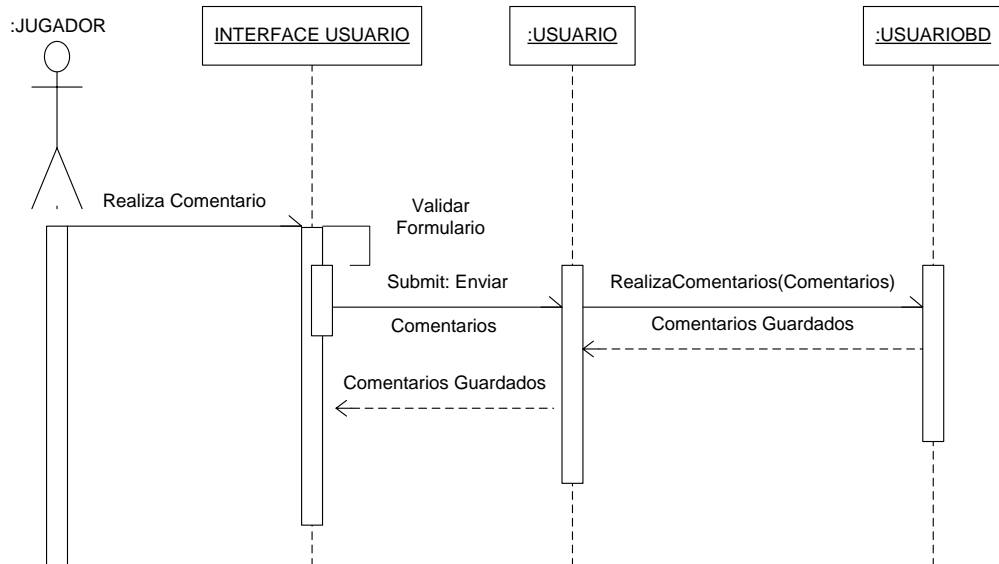 :JUGADOR
INTERFACE USUARIO
:USUARIO
:USUARIOBD
Realiza Comentario
Validar
Formulario
Submit: Enviar
Comentarios
RealizaComentarios(Comentarios)
Comentarios Guardados
Comentarios Guardados